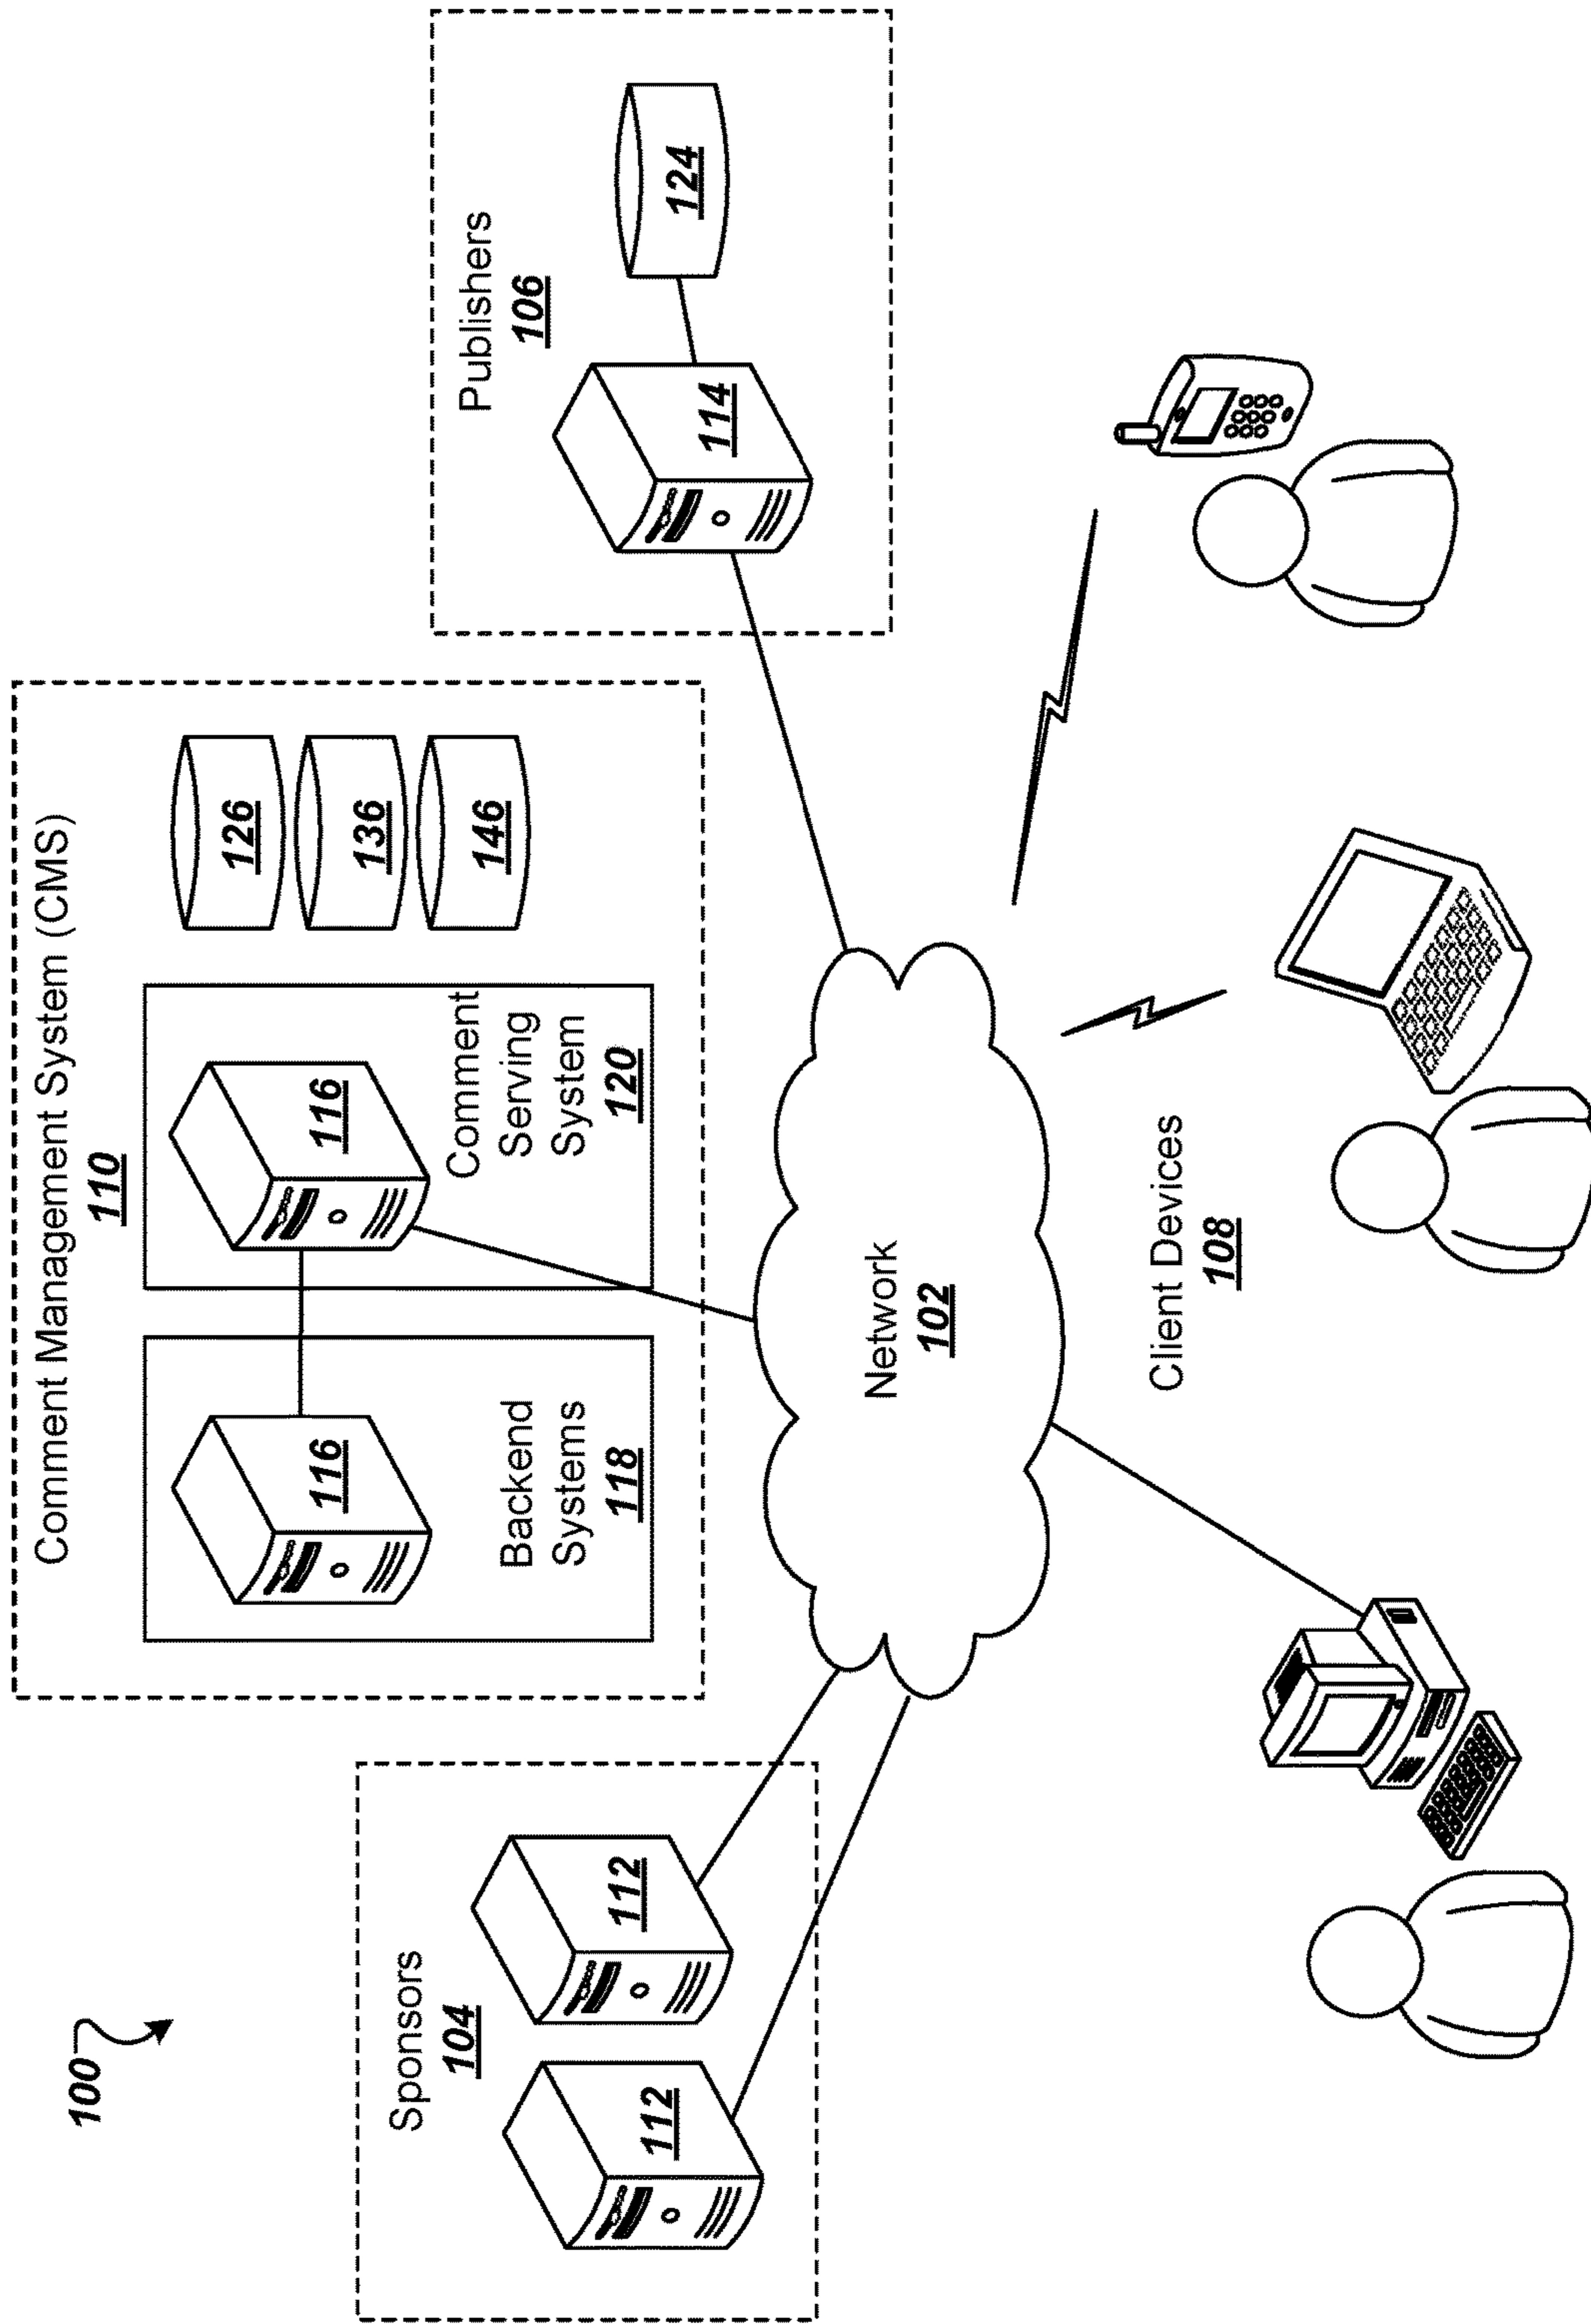 100
Comment Management System (CMS)
110
116
Backend
Systems
118
116
Comment
Serving
System
120
126
136
146
Sponsors
104
112
112
Publishers
106
114
124
Network
102
Client Devices
108